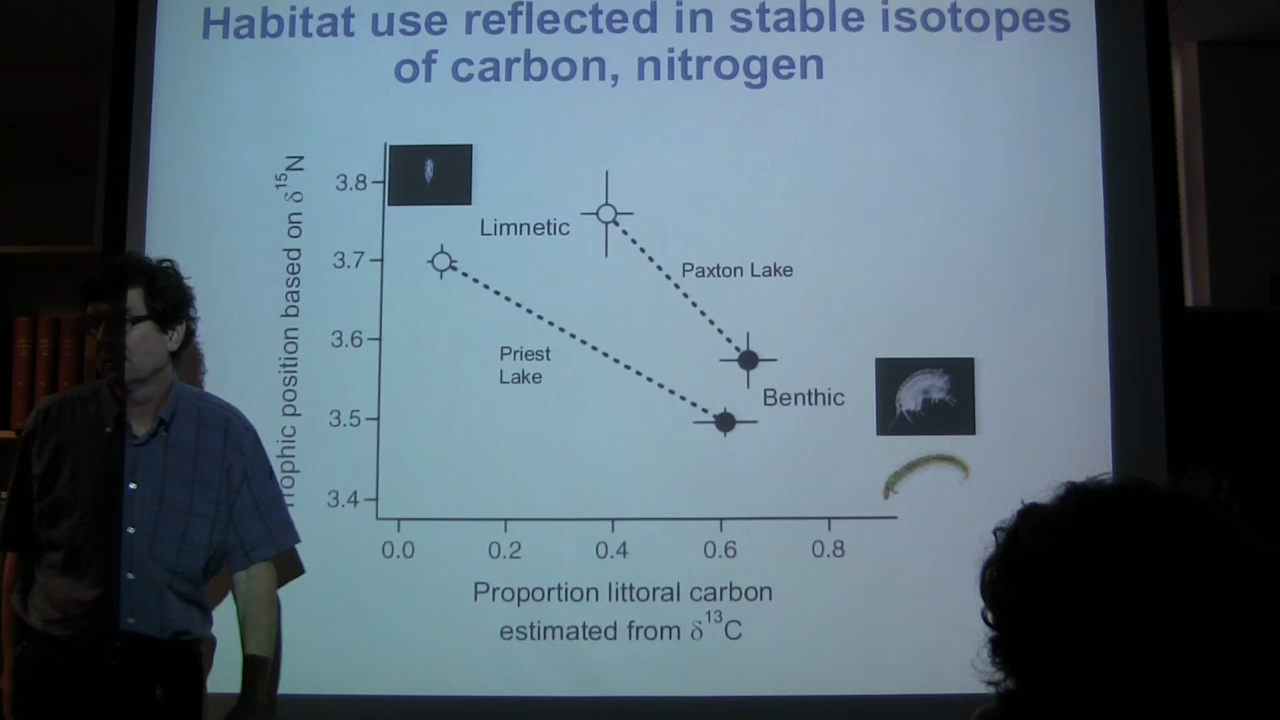 Habitat use reflected in stable isotopes
of carbon, nitrogen
position based on δ15N
3.8
3.7
3.6
3.5
3.4
Limnetic
Paxton Lake
Priest
Lake
Benthic
0.0 0.2 0.4 0.6 0.8
Proportion littoral carbon
estimated from δ13C